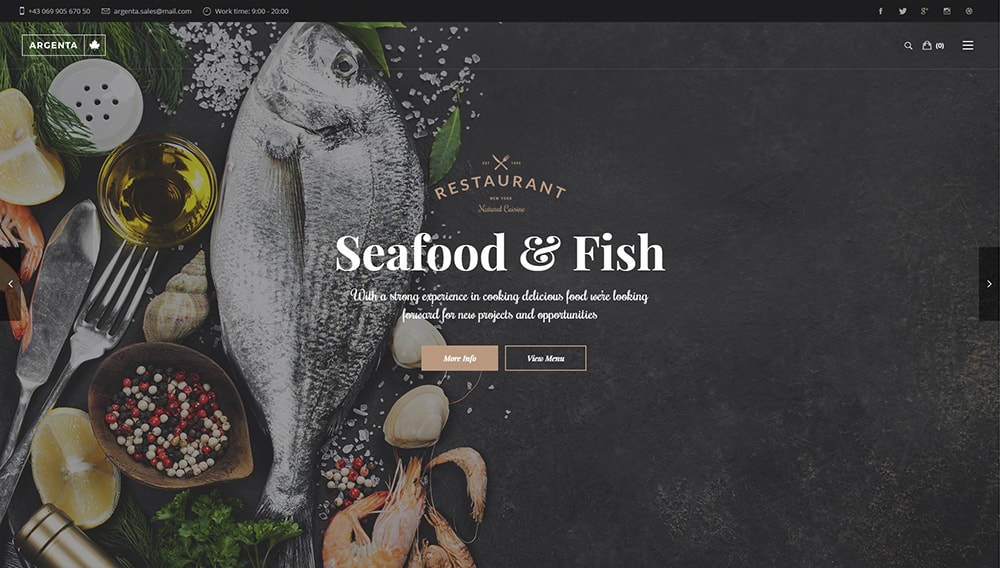 +43 069 905 670 50 argenta.sales@mail.com Work time: 9:00 - 20:00
ARGENTA
(0)
EST 1980
RESTAURANT
NEW YORK
Natural Cuisine
Seafood & Fish
With a strong experience in cooking delicious food we're looking
forward for new projects and opportunities
More Info View Menu